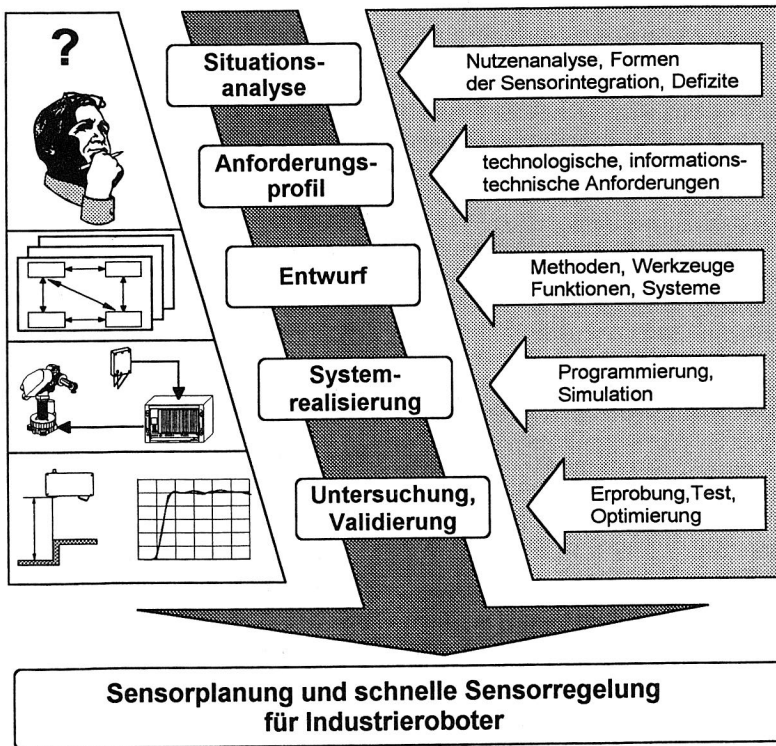 ?
Situations-
analyse
Nutzenanalyse, Formen
der Sensorintegration, Defizite
Anforderungs-
profil
technologische, informations-
technische Anforderungen
Entwurf
Methoden, Werkzeuge
Funktionen, Systeme
System-
realisierung
Programmierung,
Simulation
Untersuchung,
Validierung
Erprobung,Test,
Optimierung
Sensorplanung und schnelle Sensorregelung
für Industrieroboter